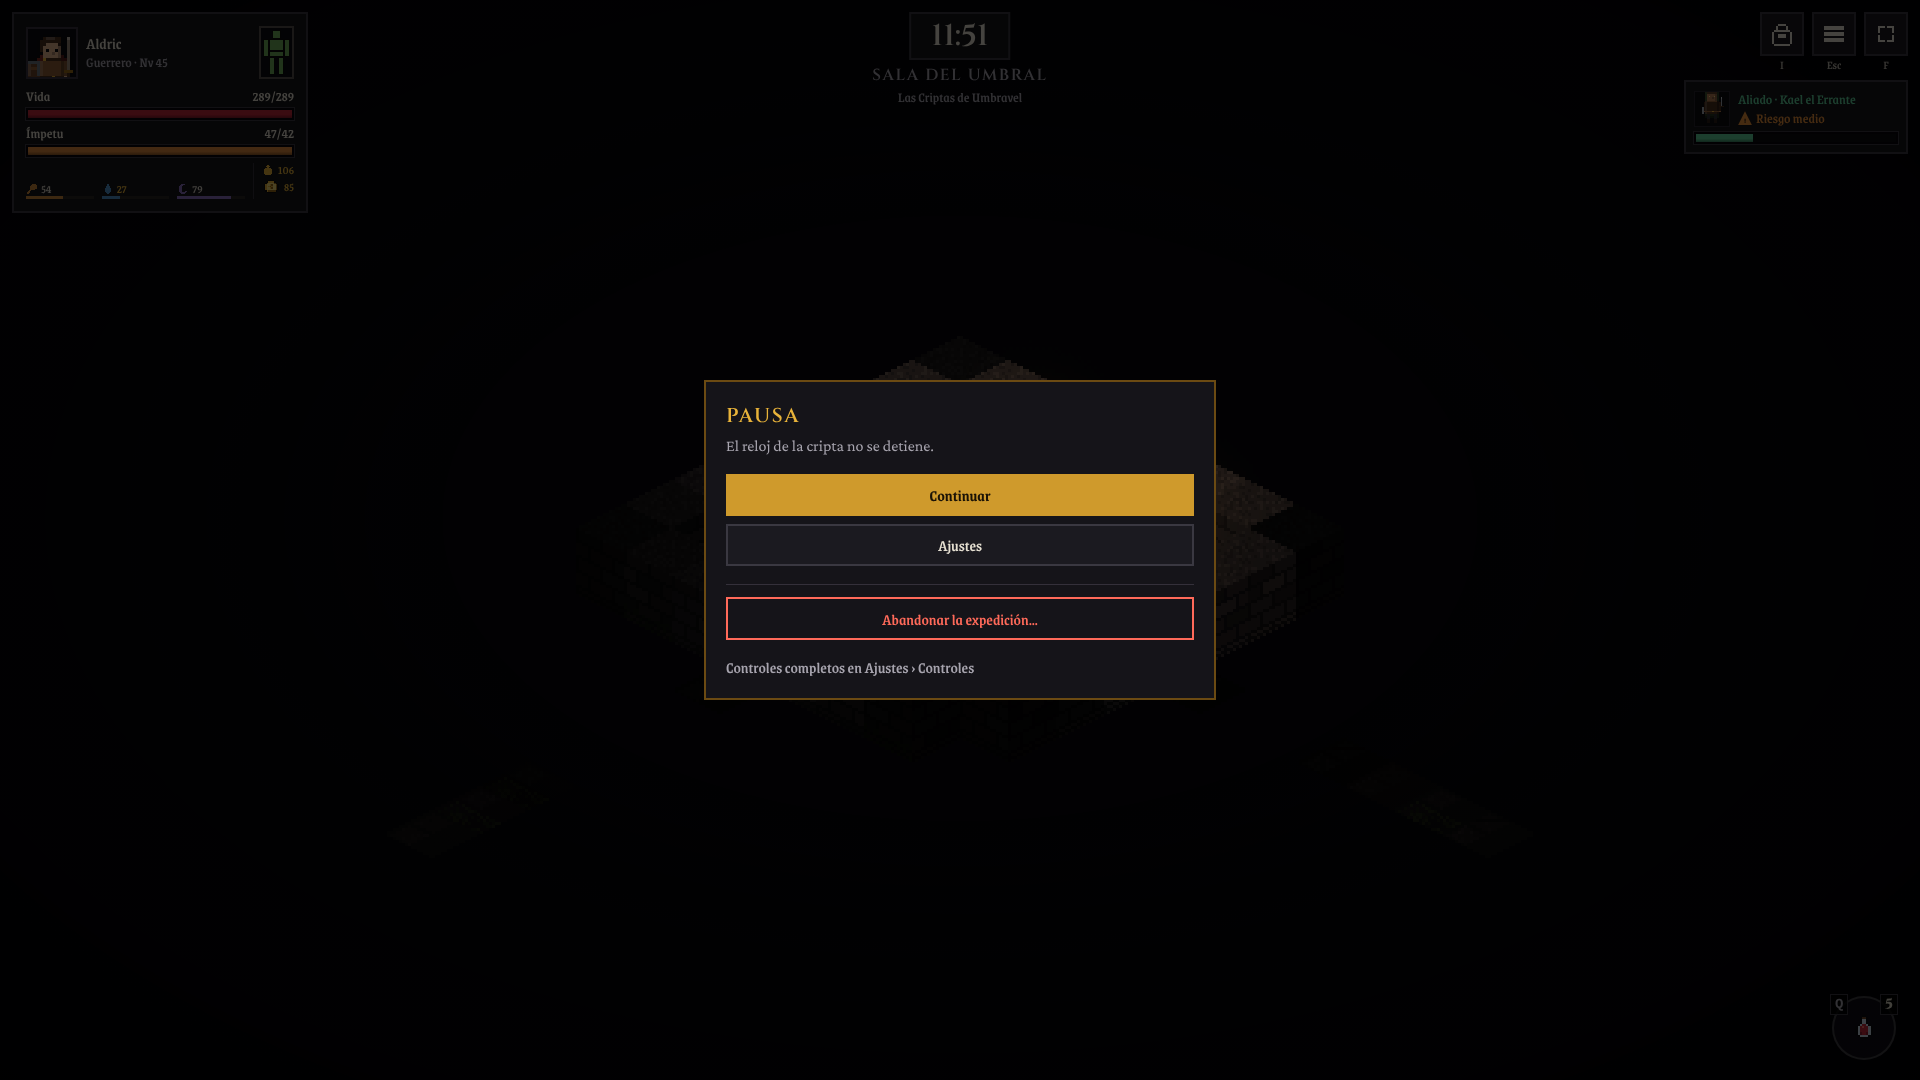 Aldric
Guerrero · Nv 45
Vida 289/289
Ímpetu 47/42
54 27 79
106
85
11:51
SALA DEL UMBRAL
Las Criptas de Umbravel
I Esc F
Aliado · Kael el Errante
Riesgo medio
PAUSA
El reloj de la cripta no se detiene.
Continuar
Ajustes
Abandonar la expedición...
Controles completos en Ajustes › Controles
Q 5